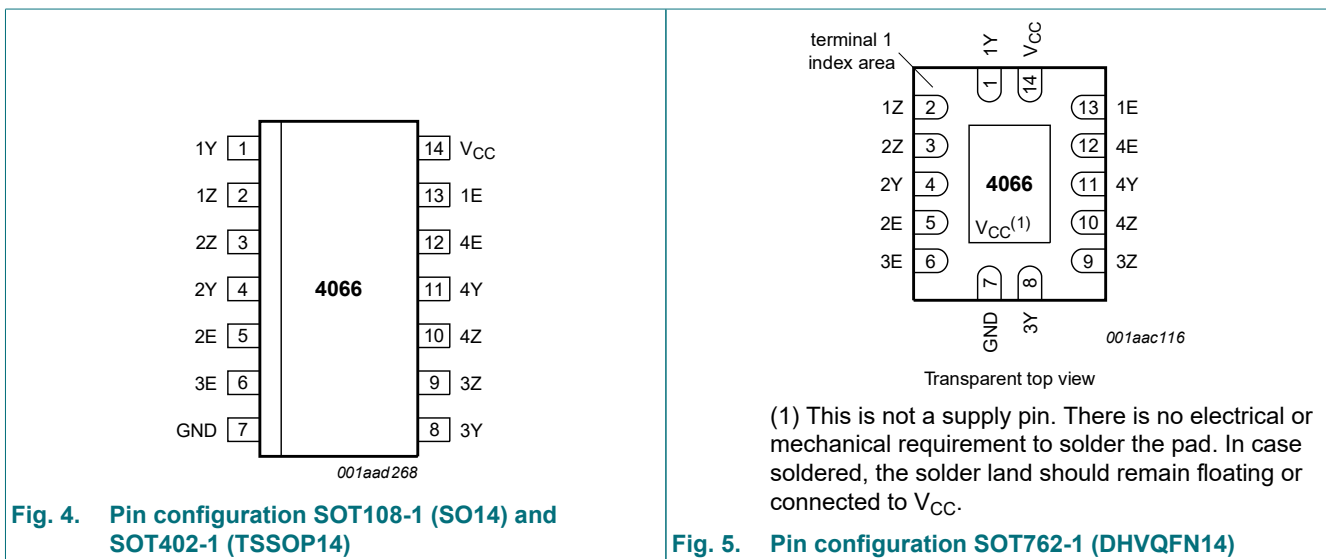 1Y 1
1Z 2
2Z 3
2Y 4
2E 5
3E 6
GND 7
4066
14 VCC
13 1E
12 4E
11 4Y
10 4Z
9 3Z
8 3Y
001aad268
Fig. 4. Pin configuration SOT108-1 (SO14) and
SOT402-1 (TSSOP14)
terminal 1
index area
1Y
VCC
1
14
1Z 2
2Z 3
2Y 4
2E 5
3E 6
4066
VCC(1)
13 1E
12 4E
11 4Y
10 4Z
9 3Z
7
8
GND
3Y
001aac116
Transparent top view
(1) This is not a supply pin. There is no electrical or
mechanical requirement to solder the pad. In case
soldered, the solder land should remain floating or
connected to VCC.
Fig. 5. Pin configuration SOT762-1 (DHVQFN14)